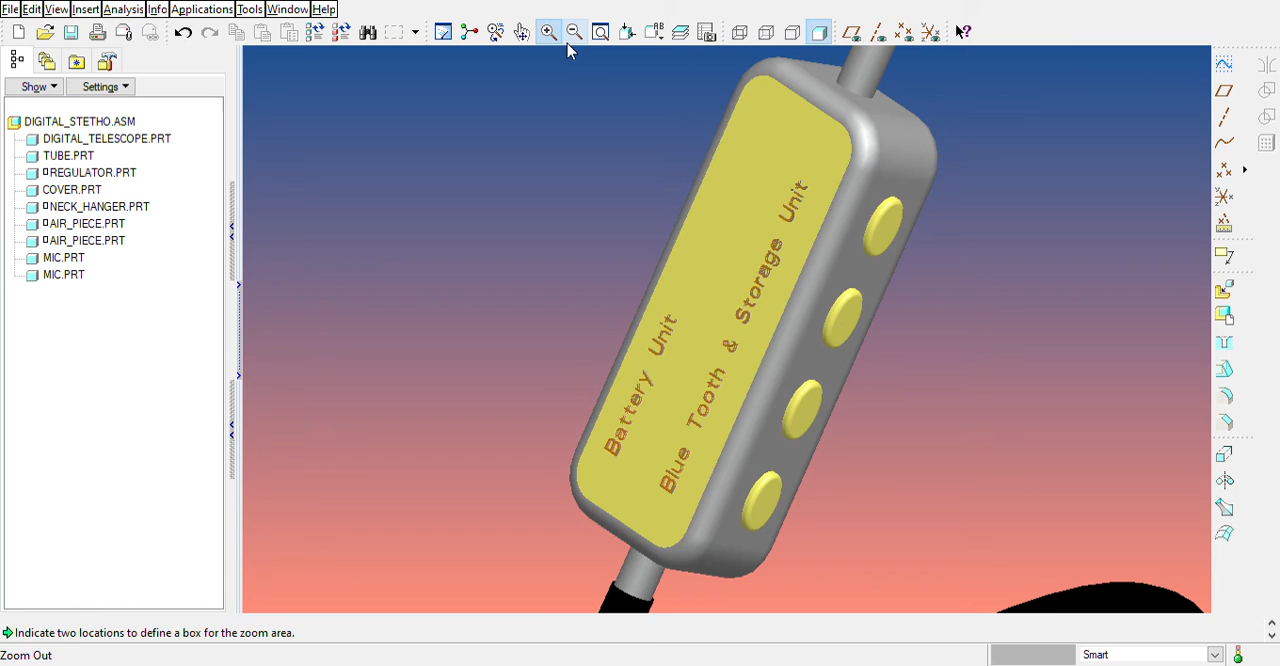 File Edit View Insert Analysis Info Applications Tools Window Help
Show Settings
DIGITAL_STETHO.ASM
DIGITAL_TELESCOPE.PRT
TUBE.PRT
REGULATOR.PRT
COVER.PRT
NECK_HANGER.PRT
AIR_PIECE.PRT
AIR_PIECE.PRT
MIC.PRT
MIC.PRT
Battery Unit
Blue Tooth & Storage Unit
Indicate two locations to define a box for the zoom area.
Zoom Out
Smart